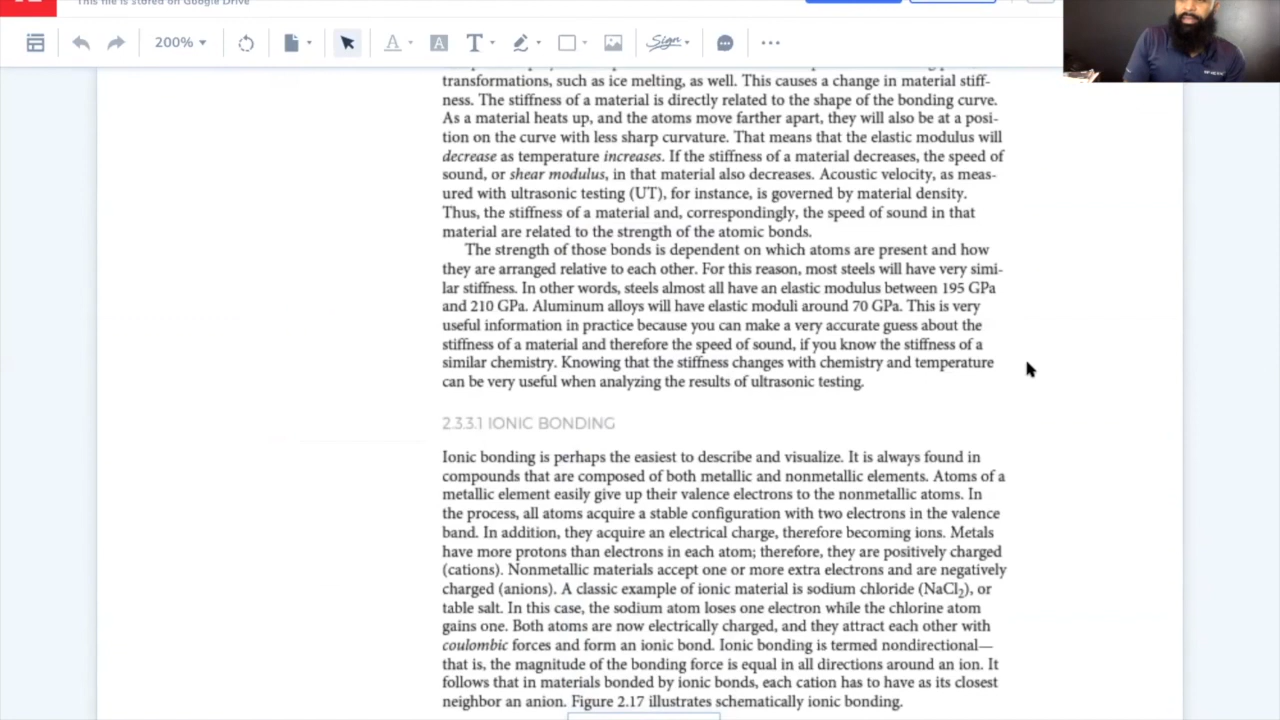 This file is stored on Google Drive
200%
A
A
T
Sign
transformations, such as ice melting, as well. This causes a change in material stiff-
ness. The stiffness of a material is directly related to the shape of the bonding curve.
As a material heats up, and the atoms move farther apart, they will also be at a posi-
tion on the curve with less sharp curvature. That means that the elastic modulus will
decrease as temperature increases. If the stiffness of a material decreases, the speed of
sound, or shear modulus, in that material also decreases. Acoustic velocity, as meas-
ured with ultrasonic testing (UT), for instance, is governed by material density.
Thus, the stiffness of a material and, correspondingly, the speed of sound in that
material are related to the strength of the atomic bonds.
The strength of those bonds is dependent on which atoms are present and how
they are arranged relative to each other. For this reason, most steels will have very simi-
lar stiffness. In other words, steels almost all have an elastic modulus between 195 GPa
and 210 GPa. Aluminum alloys will have elastic moduli around 70 GPa. This is very
useful information in practice because you can make a very accurate guess about the
stiffness of a material and therefore the speed of sound, if you know the stiffness of a
similar chemistry. Knowing that the stiffness changes with chemistry and temperature
can be very useful when analyzing the results of ultrasonic testing.
2.3.3.1 IONIC BONDING
Ionic bonding is perhaps the easiest to describe and visualize. It is always found in
compounds that are composed of both metallic and nonmetallic elements. Atoms of a
metallic element easily give up their valence electrons to the nonmetallic atoms. In
the process, all atoms acquire a stable configuration with two electrons in the valence
band. In addition, they acquire an electrical charge, therefore becoming ions. Metals
have more protons than electrons in each atom; therefore, they are positively charged
(cations). Nonmetallic materials accept one or more extra electrons and are negatively
charged (anions). A classic example of ionic material is sodium chloride (NaCl₂), or
table salt. In this case, the sodium atom loses one electron while the chlorine atom
gains one. Both atoms are now electrically charged, and they attract each other with
coulombic forces and form an ionic bond. Ionic bonding is termed nondirectional—
that is, the magnitude of the bonding force is equal in all directions around an ion. It
follows that in materials bonded by ionic bonds, each cation has to have as its closest
neighbor an anion. Figure 2.17 illustrates schematically ionic bonding.